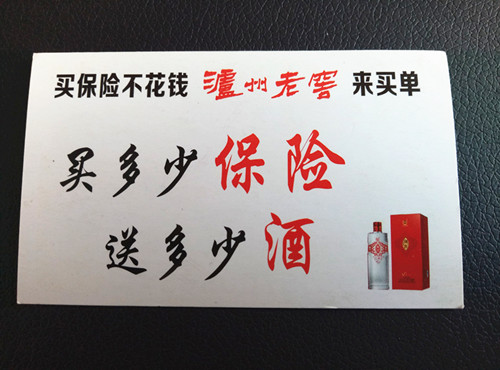 买保险不花钱 泸州老窖 来买单
买多少保险
送多少酒